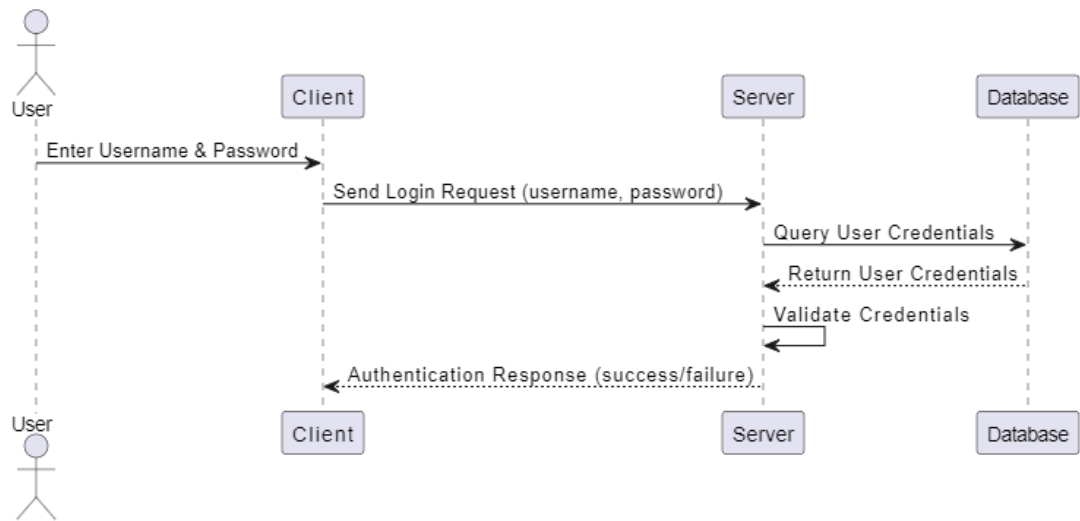 User
Client
Server
Database
Enter Username & Password
Send Login Request (username, password)
Query User Credentials
Return User Credentials
Validate Credentials
Authentication Response (success/failure)
User
Client
Server
Database